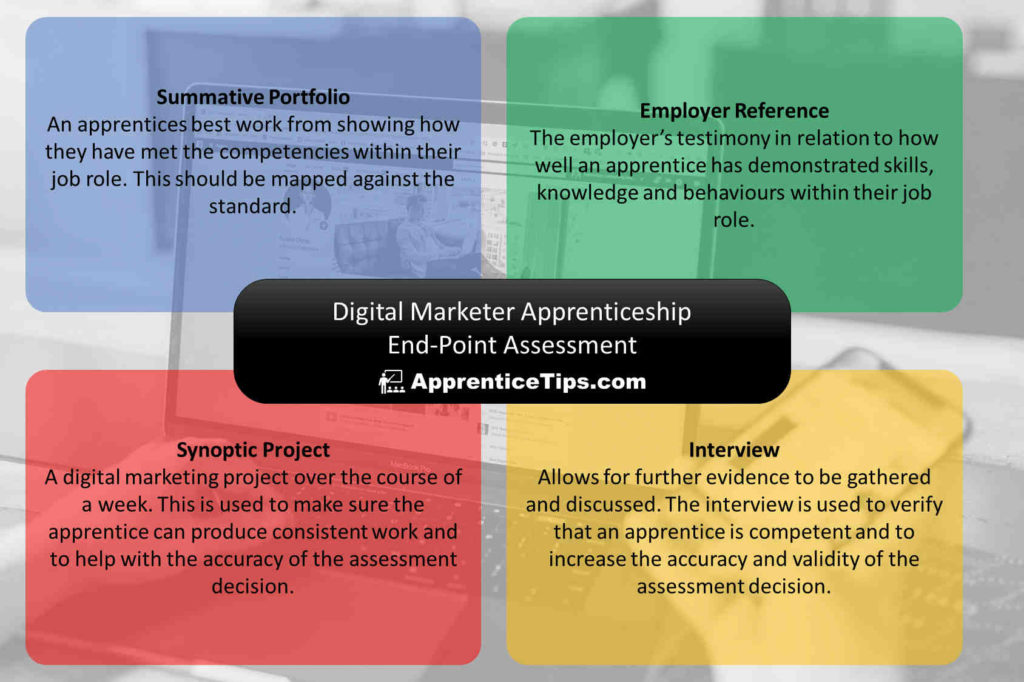 Summative Portfolio
An apprentices best work from showing how
they have met the competencies within their
job role. This should be mapped against the
standard.
Employer Reference
The employer's testimony in relation to how
well an apprentice has demonstrated skills,
knowledge and behaviours within their job
role.
Digital Marketer Apprenticeship
End-Point Assessment
ApprenticeTips.com
Synoptic Project
A digital marketing project over the course of
a week. This is used to make sure the
apprentice can produce consistent work and
to help with the accuracy of the assessment
decision.
Interview
Allows for further evidence to be gathered
and discussed. The interview is used to verify
that an apprentice is competent and to
increase the accuracy and validity of the
assessment decision.
MacBook Pro